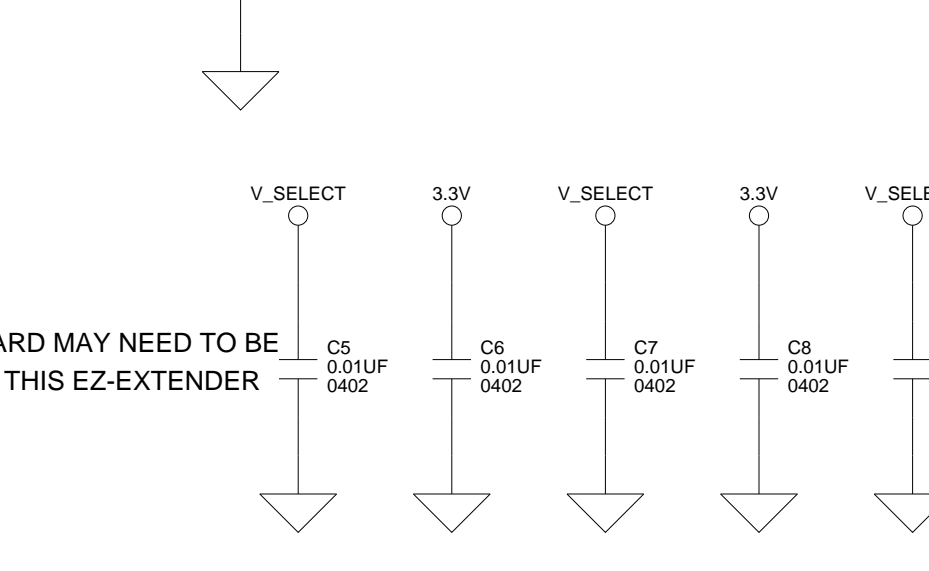 V_SELECT 3.3V V_SELECT 3.3V
ARD MAY NEED TO BE
THIS EZ-EXTENDER
C5
0.01UF
0402
C6
0.01UF
0402
C7
0.01UF
0402
C8
0.01UF
0402